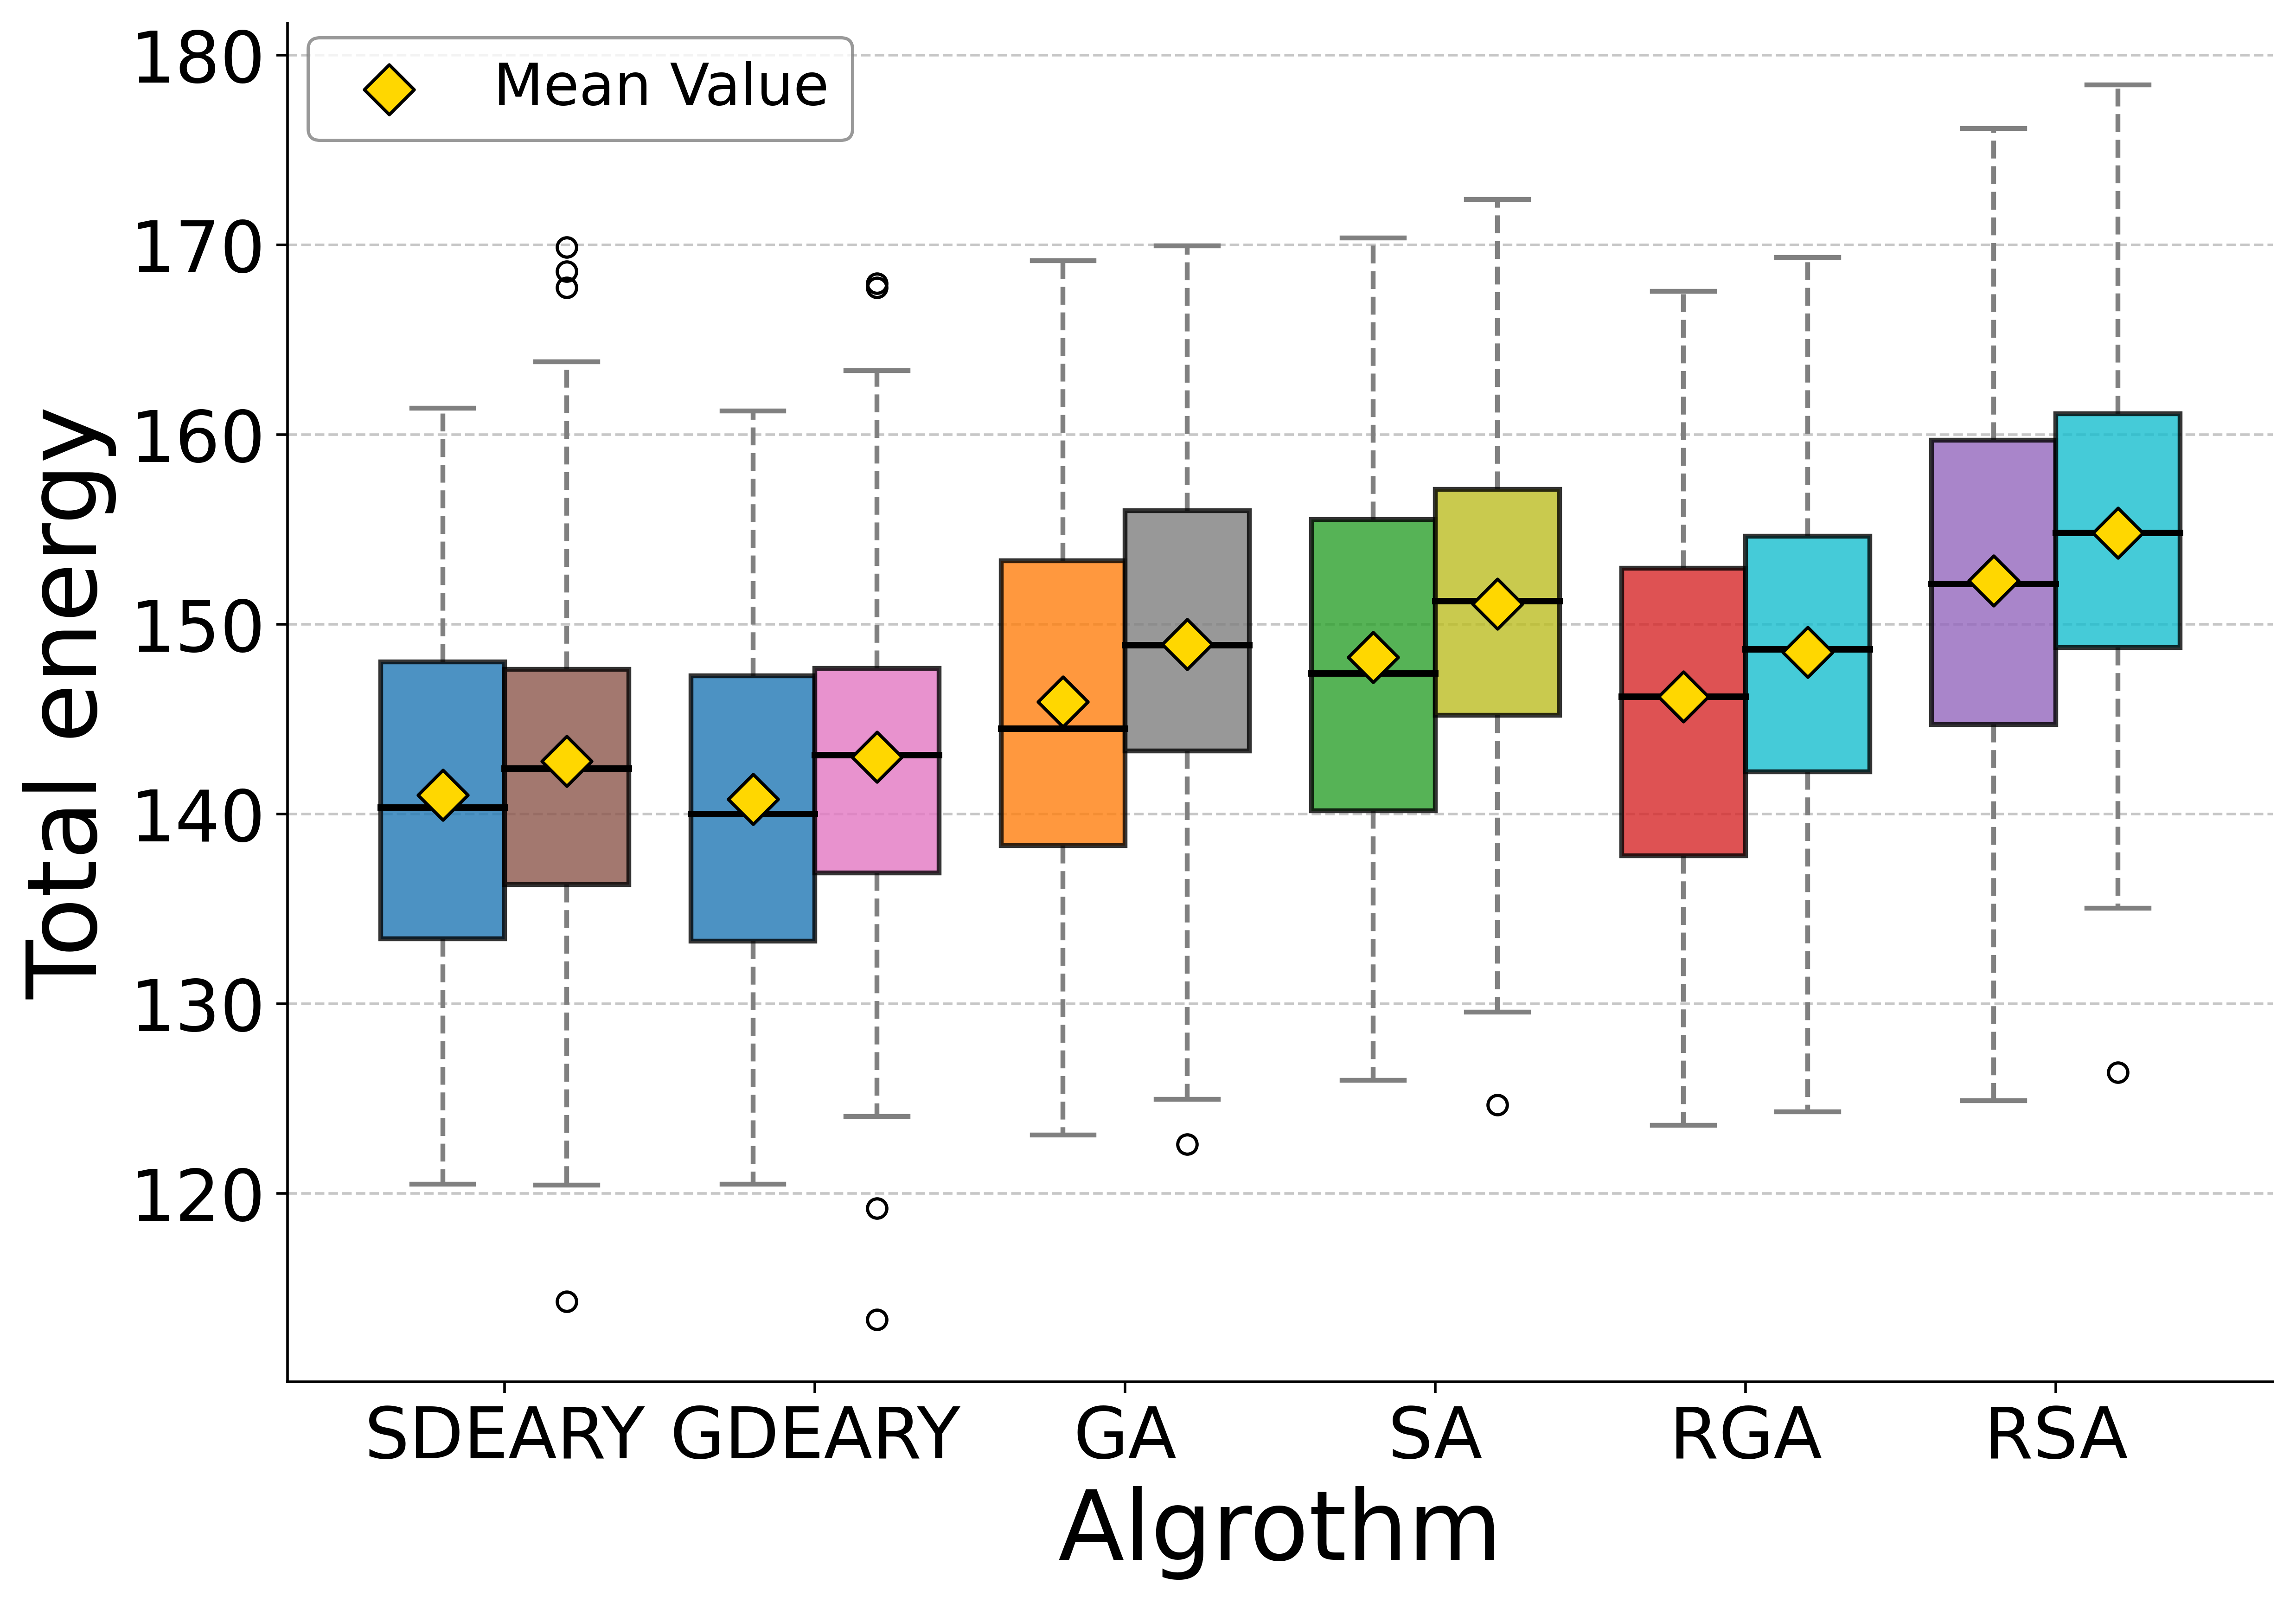 Mean Value
Total energy
180
170
160
150
140
130
120
SDEARY GDEARY GA SA RGA RSA
Algrothm